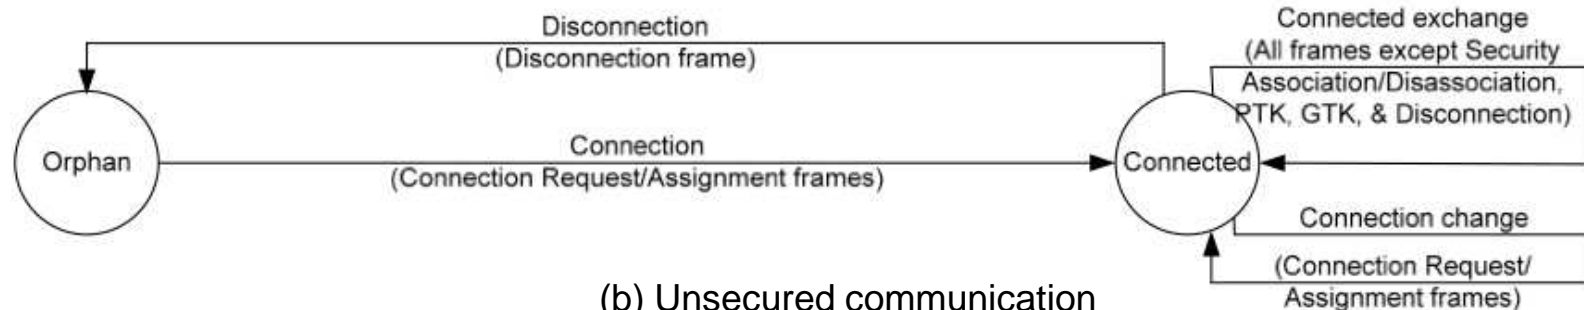 Disconnection
(Disconnection frame)
Connected exchange
(All frames except Security
Association/Disassociation,
PTK, GTK, & Disconnection)
Orphan
Connection
(Connection Request/Assignment frames)
Connected
Connection change
(Connection Request/
Assignment frames)
(b) Unsecured communication